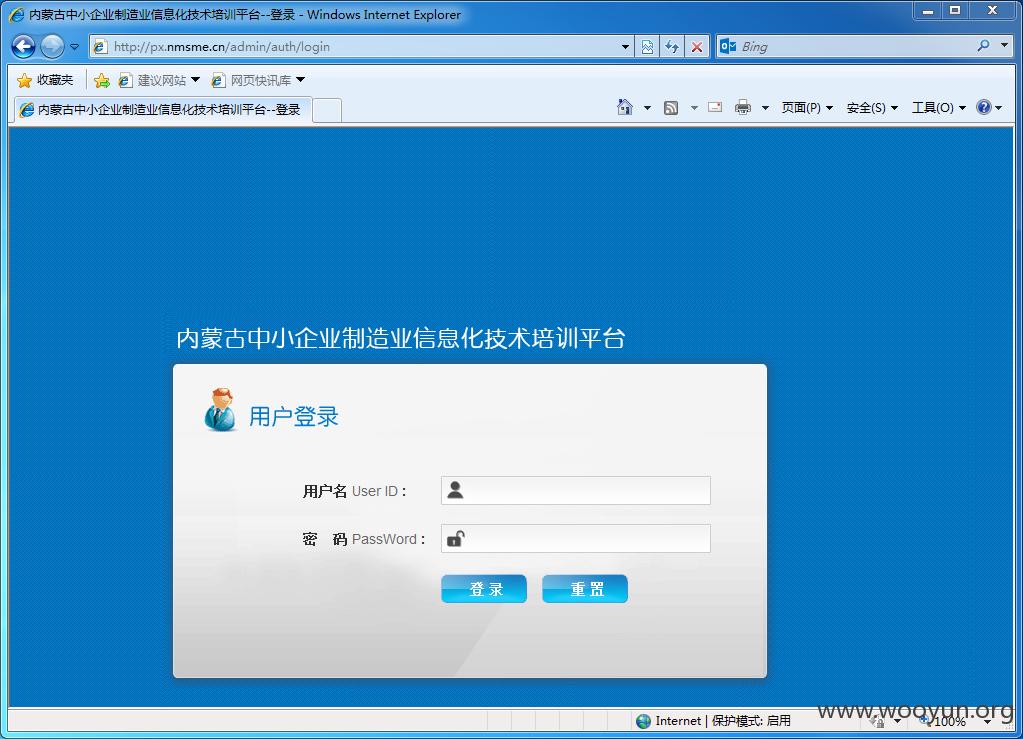 内蒙古中小企业制造业信息化技术培训平台--登录 - Windows Internet Explorer
http://px.nmsme.cn/admin/auth/login
Bing
收藏夹 建议网站 网页快讯库
内蒙古中小企业制造业信息化技术培训平台--登录
页面(P) 安全(S) 工具(O)
内蒙古中小企业制造业信息化技术培训平台
用户登录
用户名 User ID：
密 码 PassWord：
登 录 重 置
Internet | 保护模式: 启用
100%
www.wooyun.org